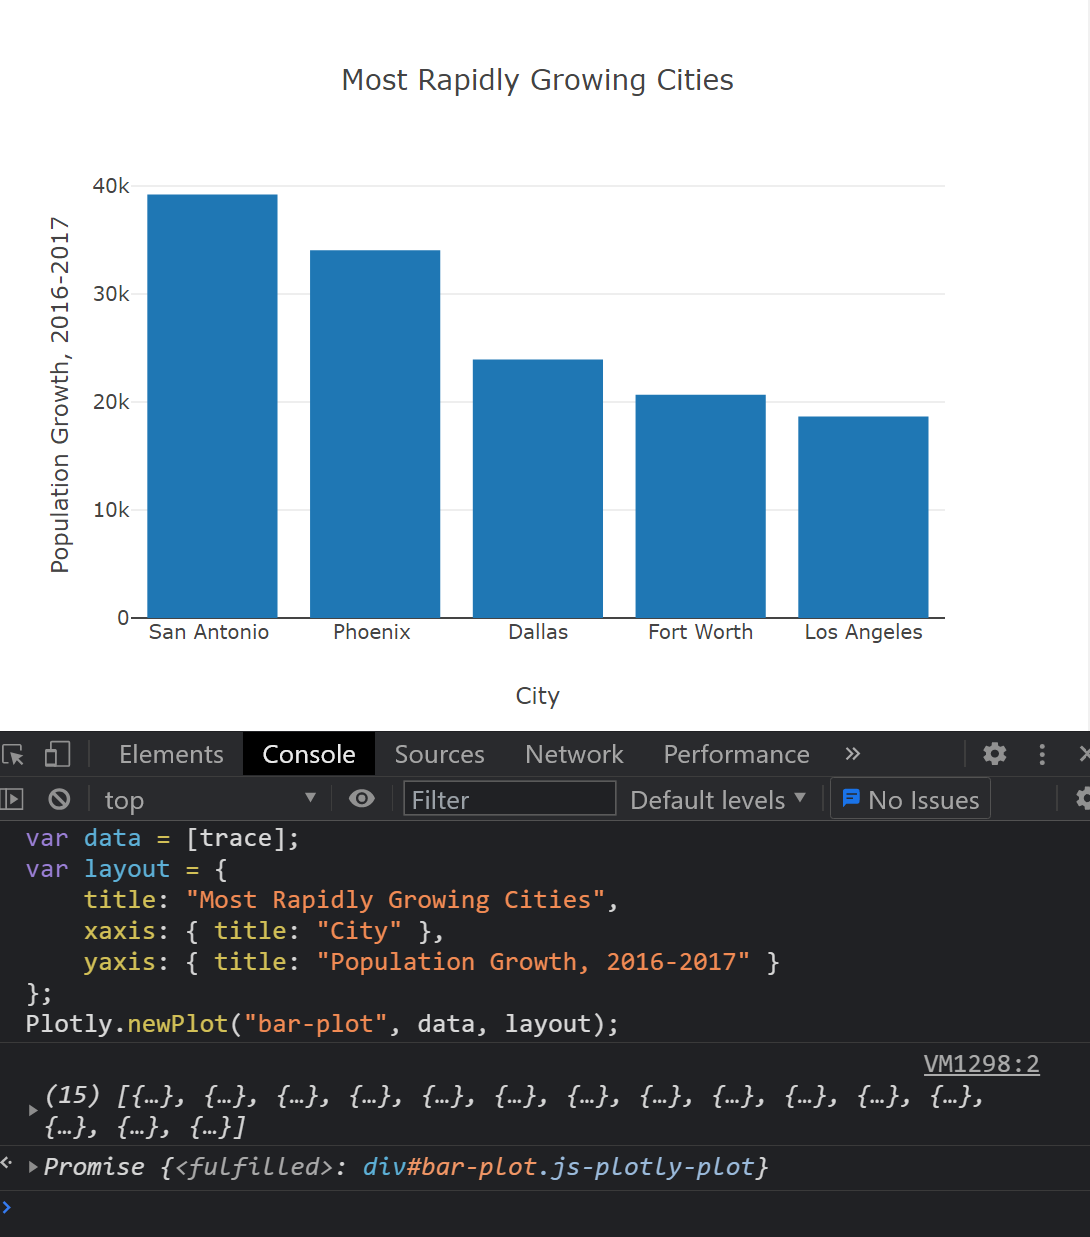 Most Rapidly Growing Cities
Population Growth, 2016-2017
40k
30k
20k
10k
0
San Antonio Phoenix Dallas Fort Worth Los Angeles
City
Elements Console Sources Network Performance »
top ▼ Filter Default levels ▼ No Issues
var data = [trace];
var layout = {
    title: "Most Rapidly Growing Cities",
    xaxis: { title: "City" },
    yaxis: { title: "Population Growth, 2016-2017" }
};
Plotly.newPlot("bar-plot", data, layout);
VM1298:2
(15) [{…}, {…}, {…}, {…}, {…}, {…}, {…}, {…}, {…}, {…}, {…}, {…},
{…}, {…}, {…}]
Promise {<fulfilled>: div#bar-plot.js-plotly-plot}